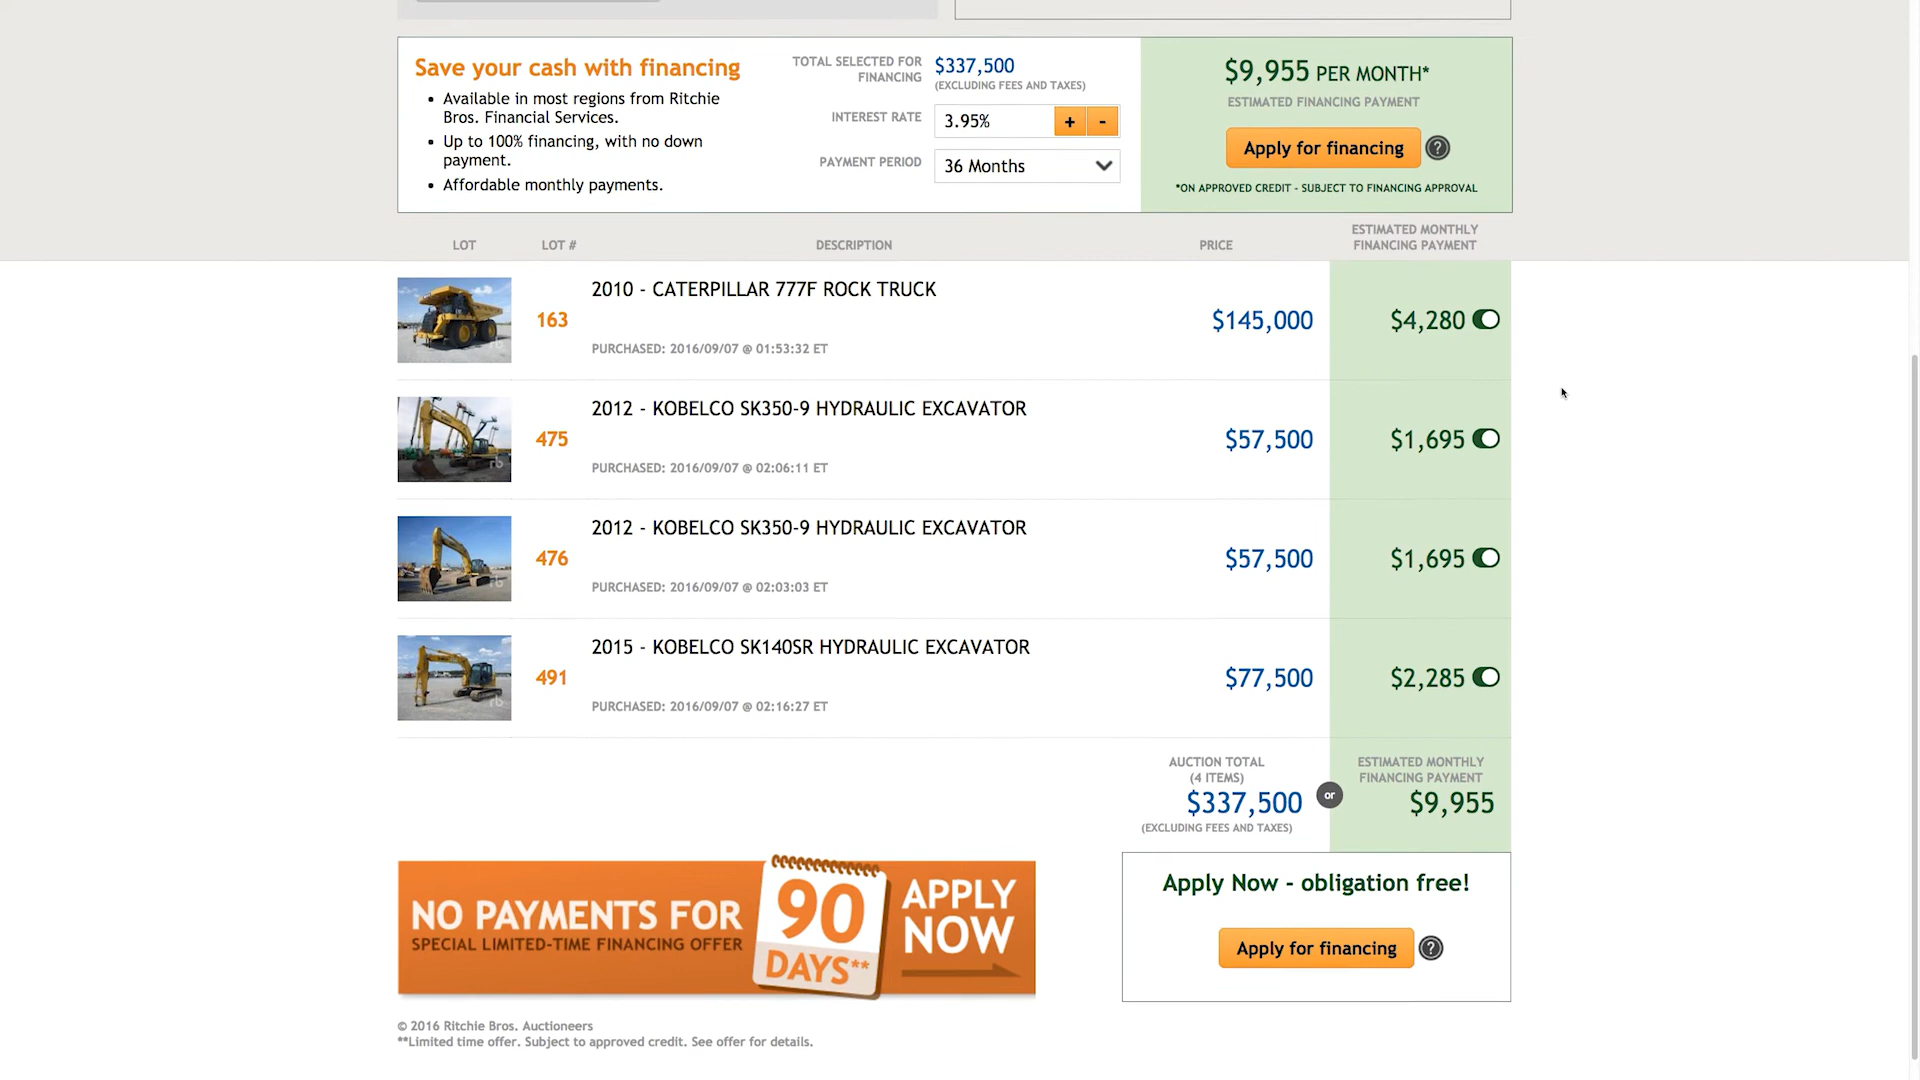 Save your cash with financing
• Available in most regions from Ritchie
Bros. Financial Services.
• Up to 100% financing, with no down
payment.
• Affordable monthly payments.
TOTAL SELECTED FOR
FINANCING
$337,500
(EXCLUDING FEES AND TAXES)
INTEREST RATE
3.95%
+ -
PAYMENT PERIOD
36 Months
$9,955 PER MONTH*
ESTIMATED FINANCING PAYMENT
Apply for financing ?
*ON APPROVED CREDIT - SUBJECT TO FINANCING APPROVAL
LOT
LOT #
DESCRIPTION
PRICE
ESTIMATED MONTHLY
FINANCING PAYMENT
163
2010 - CATERPILLAR 777F ROCK TRUCK
PURCHASED: 2016/09/07 @ 01:53:32 ET
$145,000
$4,280
rb
475
2012 - KOBELCO SK350-9 HYDRAULIC EXCAVATOR
PURCHASED: 2016/09/07 @ 02:06:11 ET
$57,500
$1,695
rb
476
2012 - KOBELCO SK350-9 HYDRAULIC EXCAVATOR
PURCHASED: 2016/09/07 @ 02:03:03 ET
$57,500
$1,695
rb
491
2015 - KOBELCO SK140SR HYDRAULIC EXCAVATOR
PURCHASED: 2016/09/07 @ 02:16:27 ET
$77,500
$2,285
AUCTION TOTAL
(4 ITEMS)
$337,500
(EXCLUDING FEES AND TAXES)
or
ESTIMATED MONTHLY
FINANCING PAYMENT
$9,955
NO PAYMENTS FOR
SPECIAL LIMITED-TIME FINANCING OFFER
90
DAYS**
APPLY
NOW
Apply Now - obligation free!
Apply for financing ?
© 2016 Ritchie Bros. Auctioneers
**Limited time offer. Subject to approved credit. See offer for details.